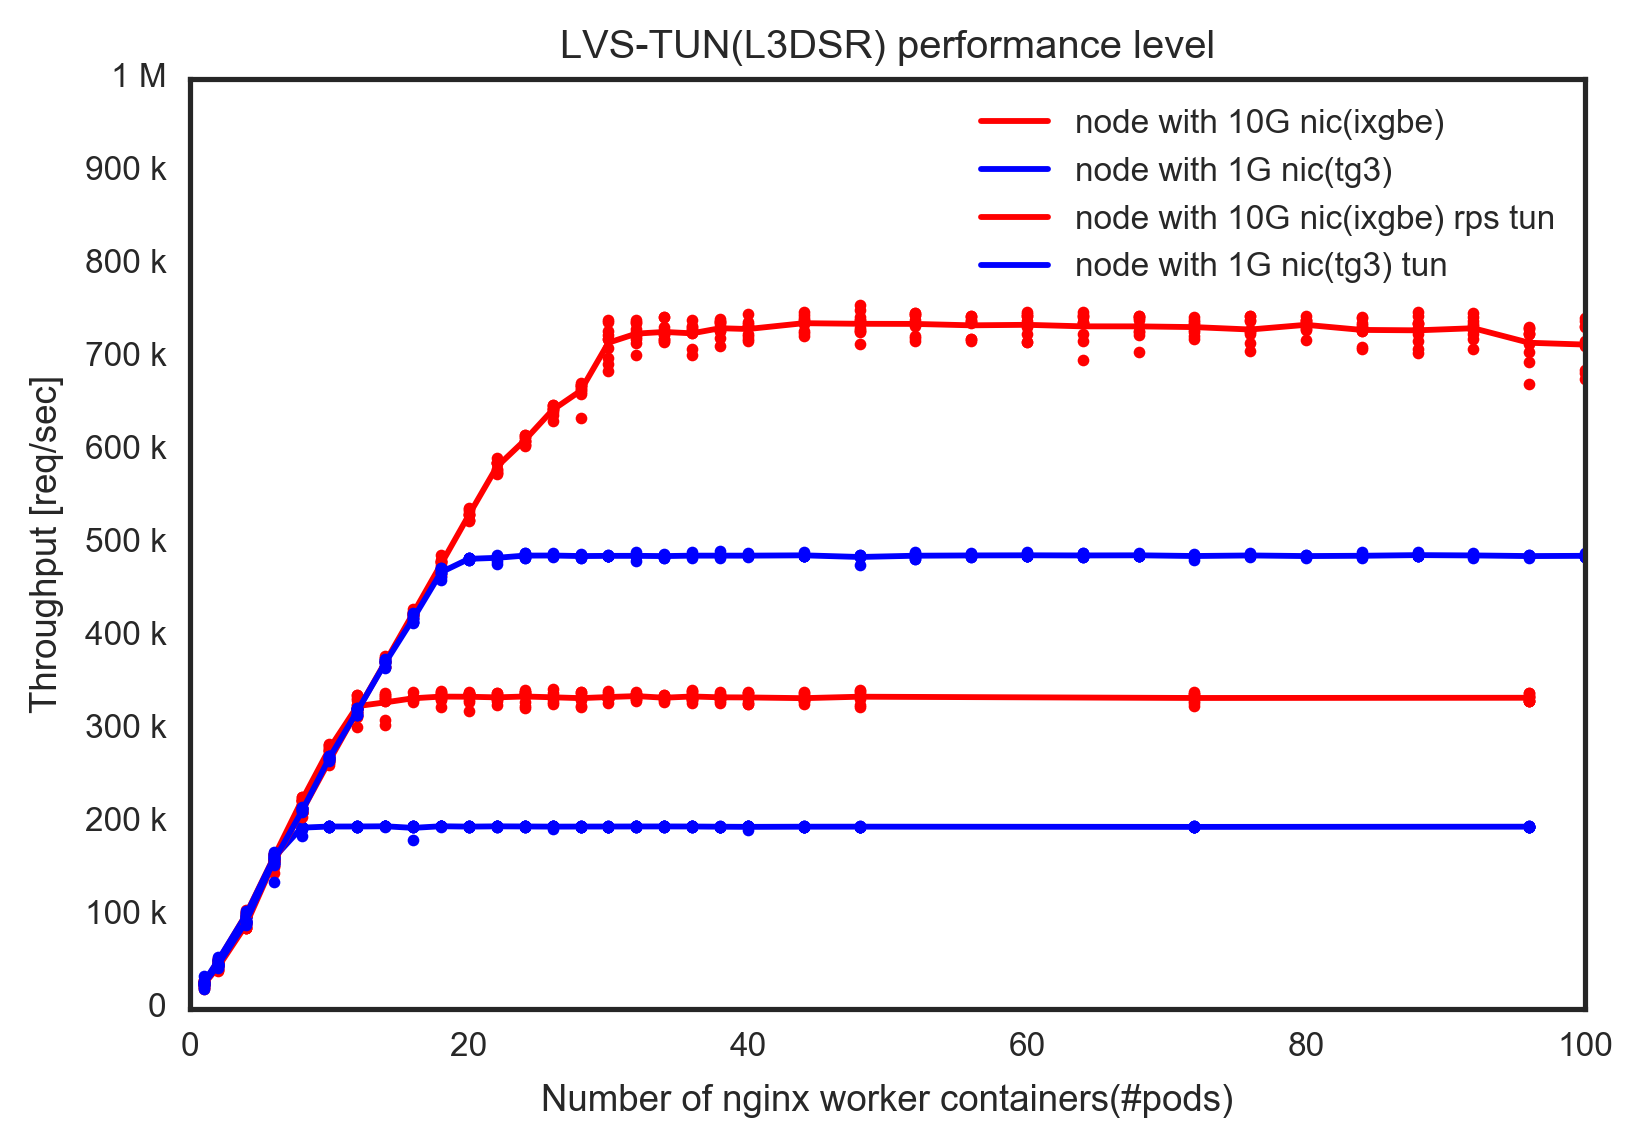 LVS-TUN(L3DSR) performance level
1 M
900 k
800 k
700 k
600 k
500 k
400 k
300 k
200 k
100 k
0
Throughput [req/sec]
node with 10G nic(ixgbe)
node with 1G nic(tg3)
node with 10G nic(ixgbe) rps tun
node with 1G nic(tg3) tun
0 20 40 60 80 100
Number of nginx worker containers(#pods)